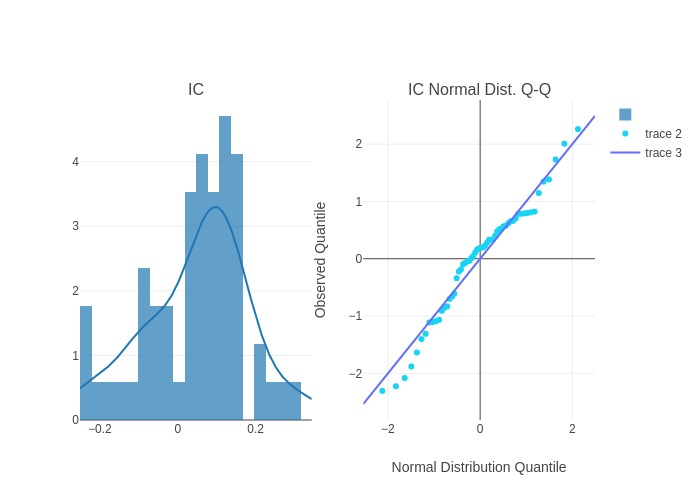 IC
IC Normal Dist. Q-Q
4
3
2
1
0
−0.2
0
0.2
Observed Quantile
2
1
0
−1
−2
−2
0
2
Normal Distribution Quantile
trace 2
trace 3